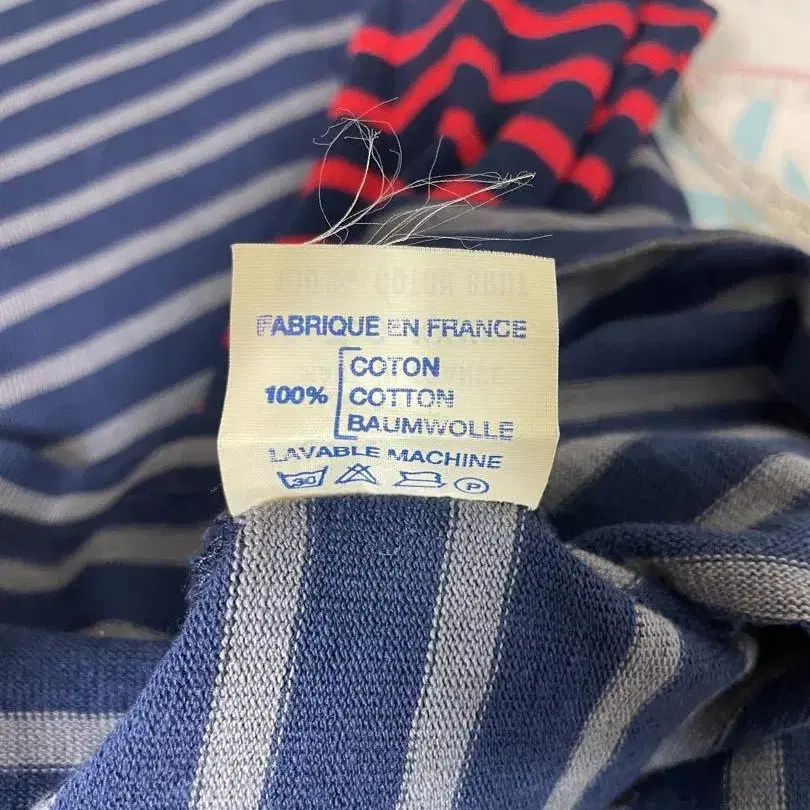 FABRIQUE EN FRANCE
100%
COTON
COTTON
BAUMWOLLE
LAVABLE MACHINE
30 P